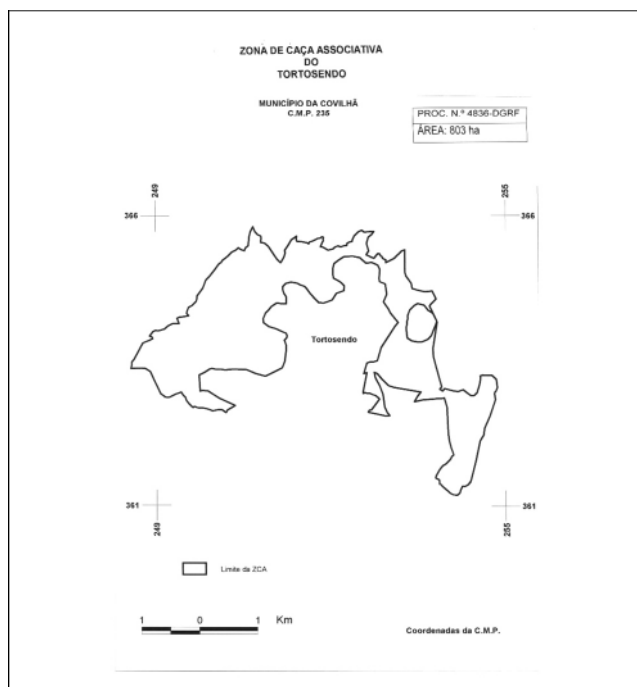 ZONA DE CAÇA ASSOCIATIVA
DO
TORTOSENDO
MUNICÍPIO DA COVILHÃ
C.M.P. 235
PROC. N.º 4836-DGRF
ÁREA: 803 ha
249
255
366
366
Tortosendo
361
361
249
255
Limite da ZCA
1 0 1 Km
Coordenadas da C.M.P.